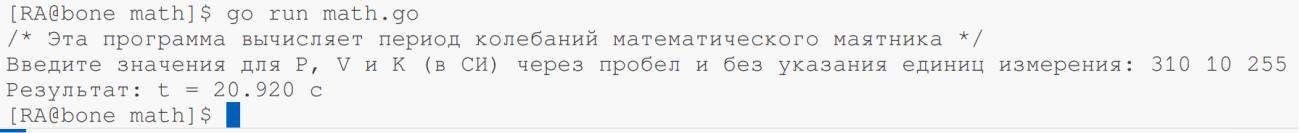 [RA@bone math]$ go run math.go
/* Эта программа вычисляет период колебаний математического маятника */
Введите значения для P, V и K (в СИ) через пробел и без указания единиц измерения: 310 10 255
Результат: t = 20.920 с
[RA@bone math]$